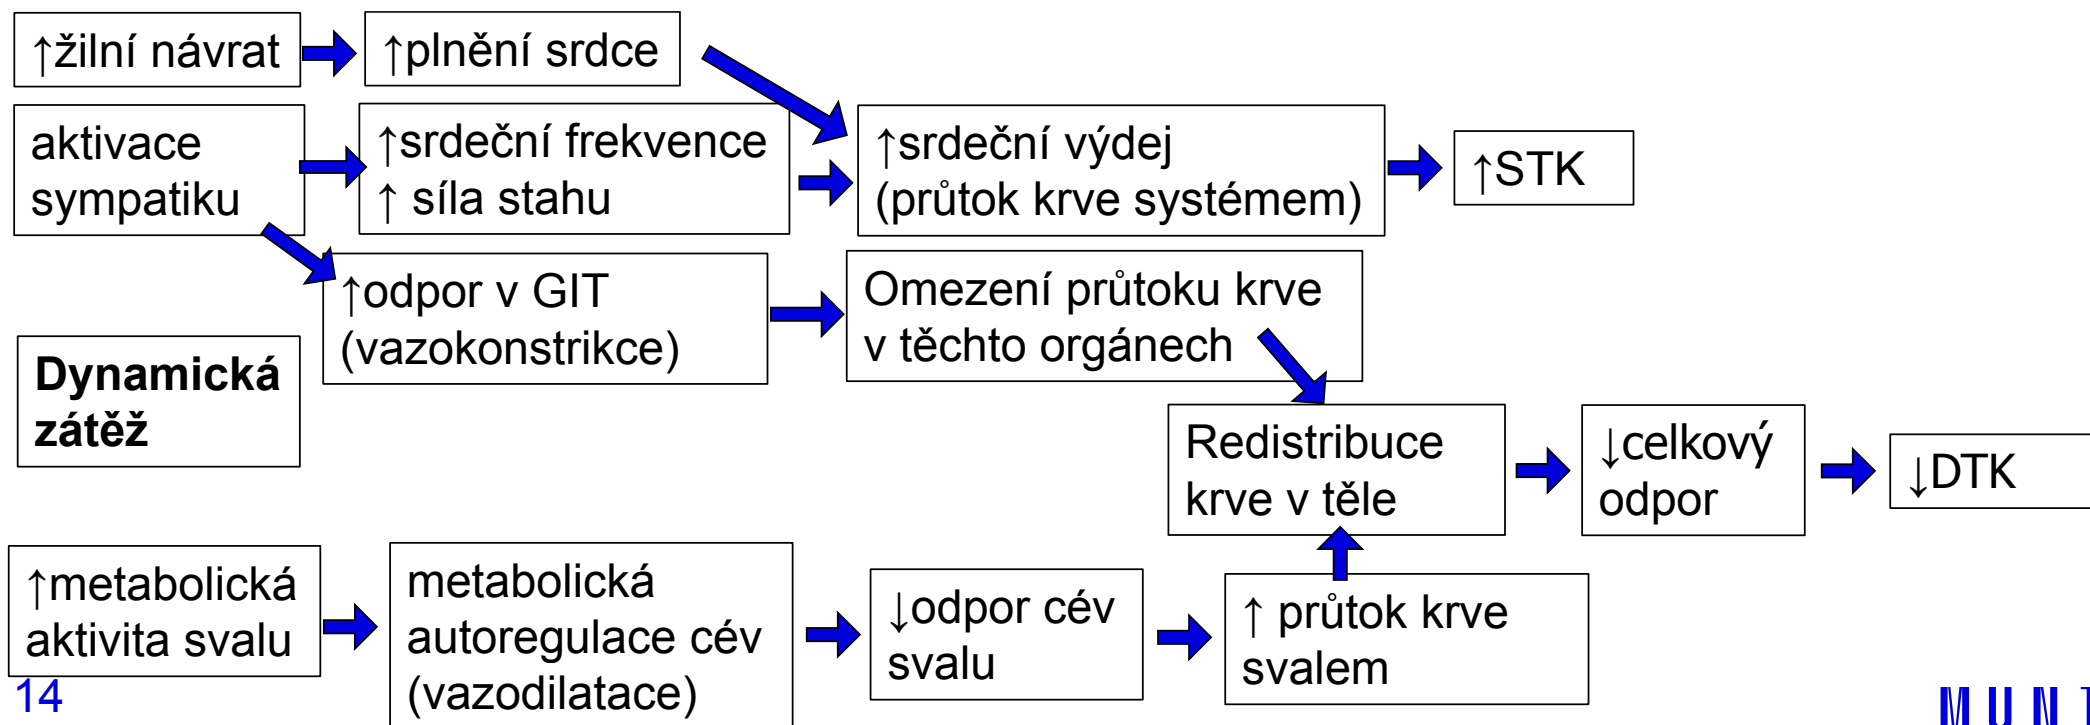 ↑žilní návrat
↑plnění srdce
aktivace
sympatiku
↑srdeční frekvence
↑ síla stahu
↑srdeční výdej
(průtok krve systémem)
↑STK
↑odpor v GIT
(vazokonstrikce)
Omezení průtoku krve
v těchto orgánech
Dynamická
zátěž
Redistribuce
krve v těle
↓celkový
odpor
↓DTK
↑metabolická
aktivita svalu
metabolická
autoregulace cév
(vazodilatace)
↓odpor cév
svalu
↑ průtok krve
svalem
14